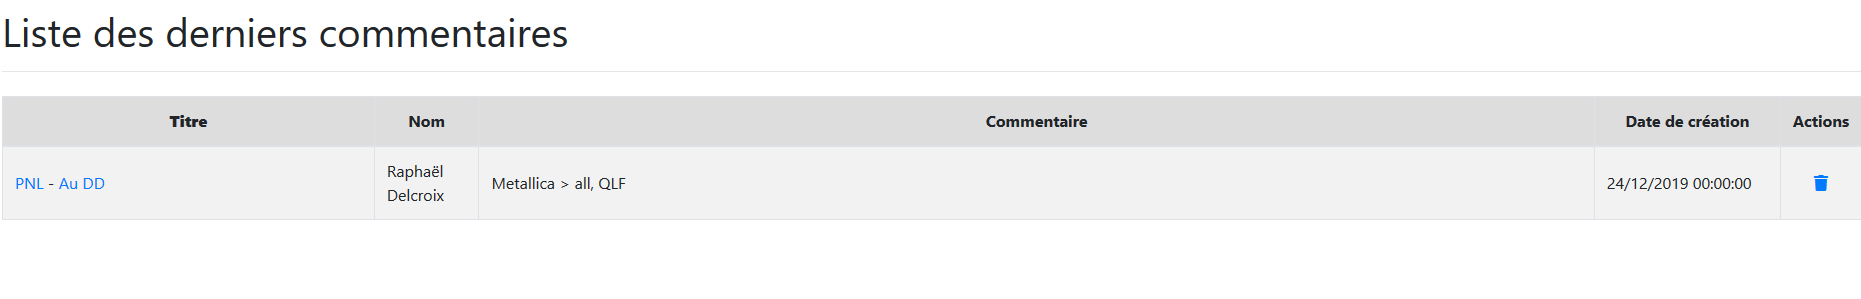 Liste des derniers commentaires
Titre Nom Commentaire Date de création Actions
PNL - Au DD Raphaël Delcroix Metallica > all, QLF 24/12/2019 00:00:00